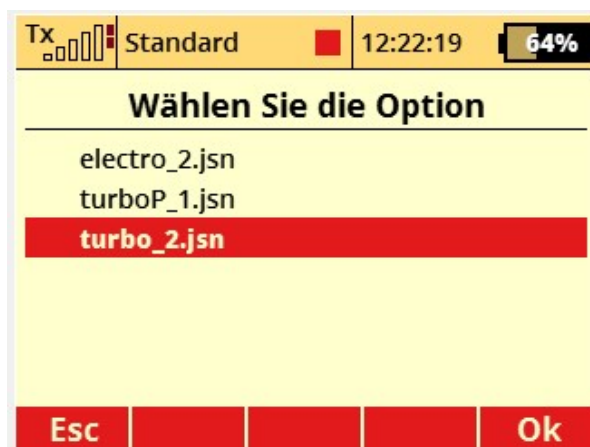 Tx Standard 12:22:19 64%
Wählen Sie die Option
electro_2.jsn
turboP_1.jsn
turbo_2.jsn
Esc Ok